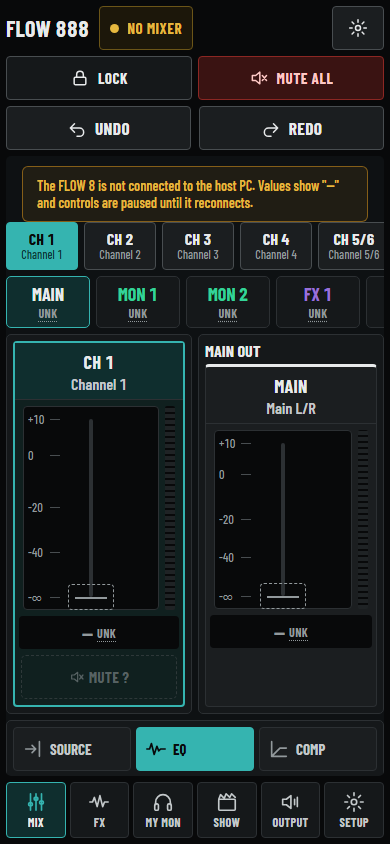 FLOW 888
NO MIXER
LOCK
MUTE ALL
UNDO
REDO
The FLOW 8 is not connected to the host PC. Values show "—"
and controls are paused until it reconnects.
CH 1
Channel 1
CH 2
Channel 2
CH 3
Channel 3
CH 4
Channel 4
CH 5/6
Channel 5/6
MAIN
UNK
MON 1
UNK
MON 2
UNK
FX 1
UNK
CH 1
Channel 1
+10
0
-20
-40
-∞
— UNK
MUTE ?
MAIN OUT
MAIN
Main L/R
+10
0
-20
-40
-∞
— UNK
SOURCE
EQ
COMP
MIX
FX
MY MON
SHOW
OUTPUT
SETUP